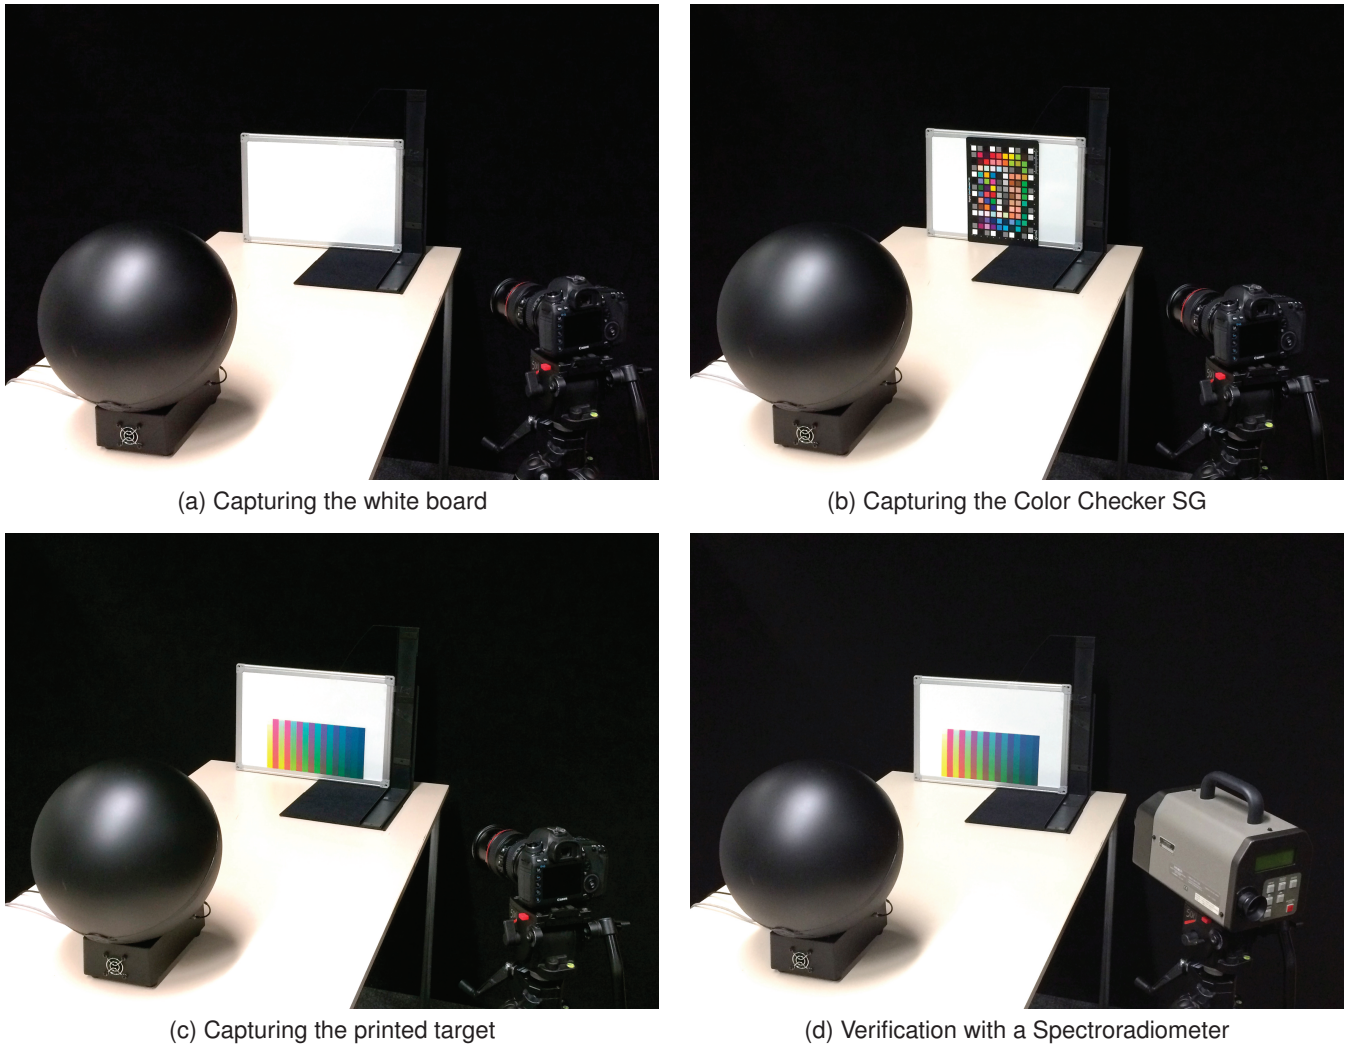 (a) Capturing the white board
(b) Capturing the Color Checker SG
(c) Capturing the printed target
(d) Verification with a Spectroradiometer